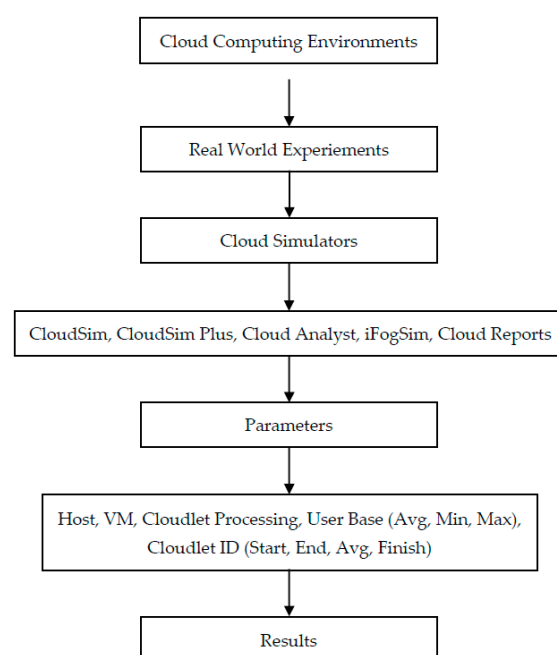 Cloud Computing Environments
Real World Experiements
Cloud Simulators
CloudSim, CloudSim Plus, Cloud Analyst, iFogSim, Cloud Reports
Parameters
Host, VM, Cloudlet Processing, User Base (Avg, Min, Max),
Cloudlet ID (Start, End, Avg, Finish)
Results